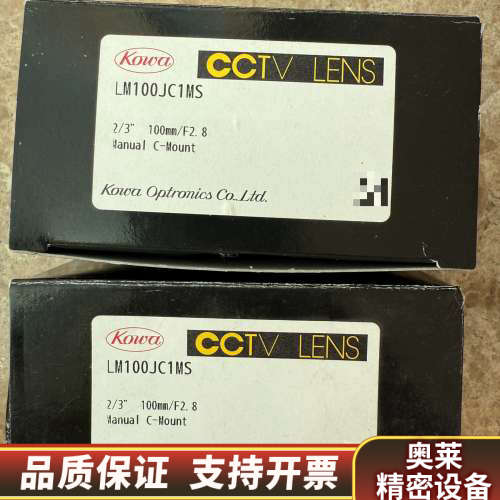 Kowa
CCTV LENS
LM100JC1MS
2/3" 100mm/F2.8
Manual C-Mount
Kowa Optronics Co.,Ltd.
Kowa
CCTV LENS
LM100JC1MS
2/3" 100mm/F2.8
Manual C-Mount
品质保证 支持开票
奥莱
精密设备